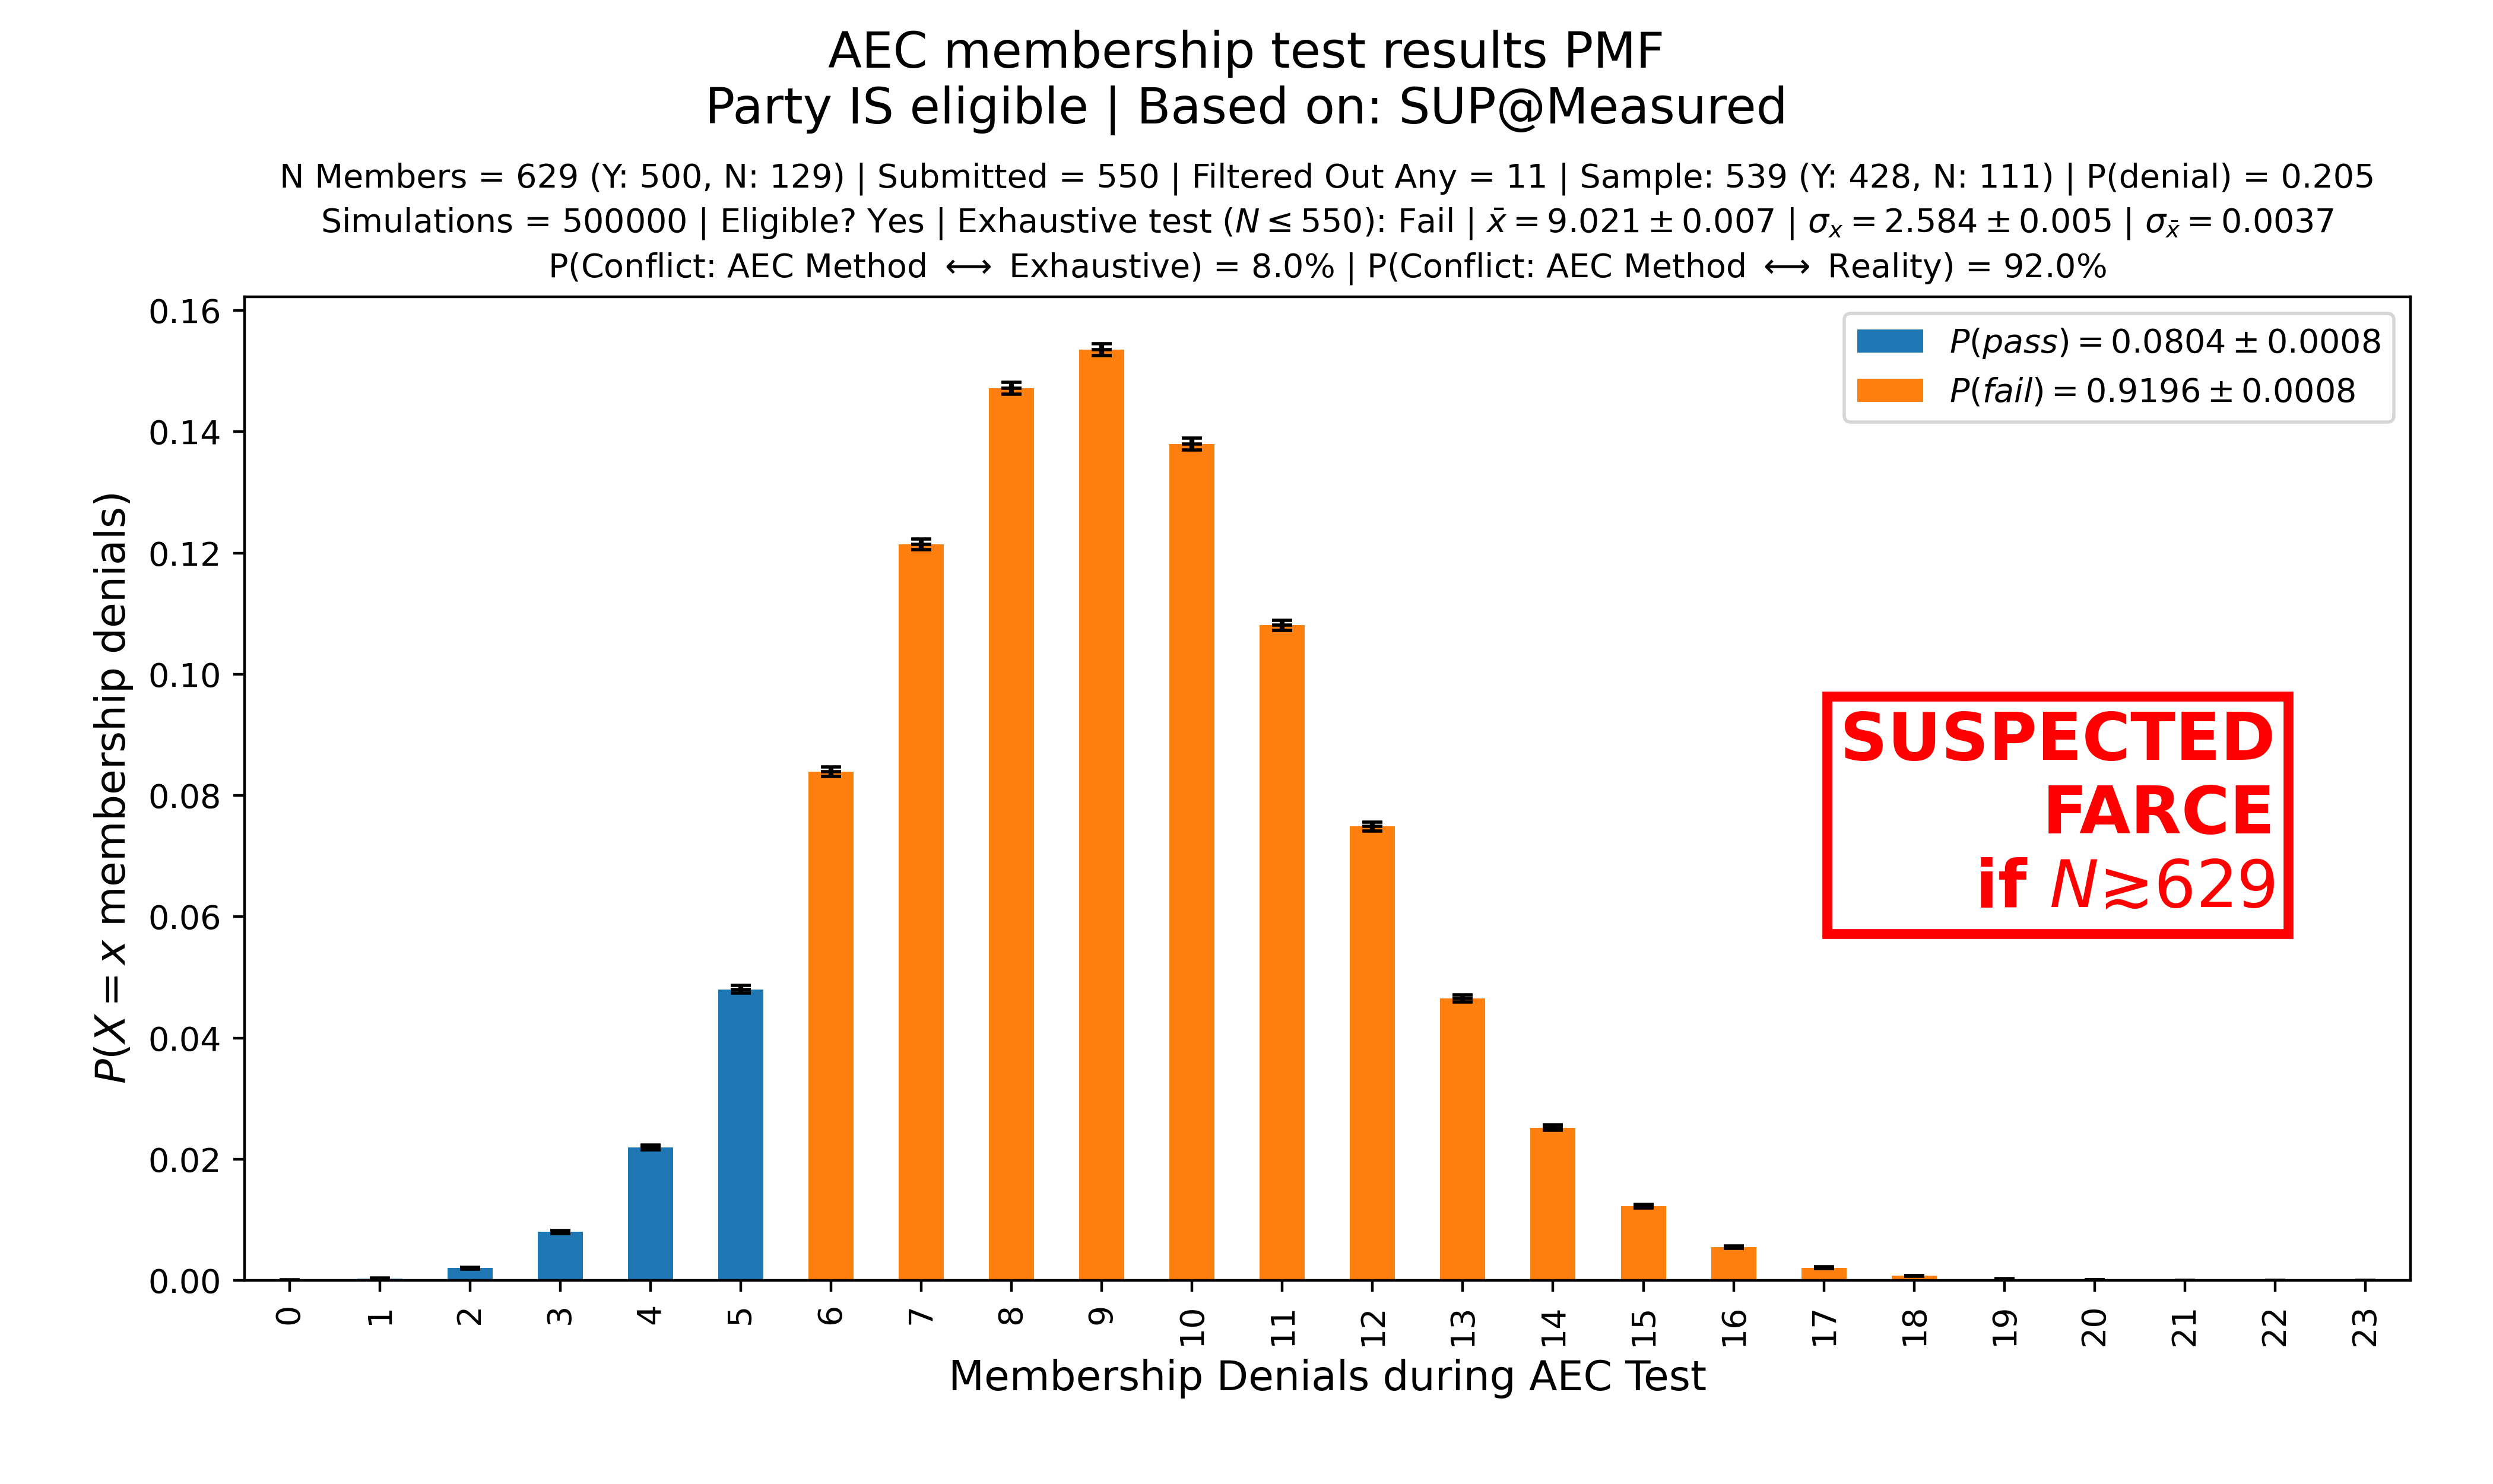 AEC membership test results PMF
Party IS eligible | Based on: SUP@Measured
N Members = 629 (Y: 500, N: 129) | Submitted = 550 | Filtered Out Any = 11 | Sample: 539 (Y: 428, N: 111) | P(denial) = 0.205
Simulations = 500000 | Eligible? Yes | Exhaustive test (N ≤ 550): Fail | x̄ = 9.021 ± 0.007 | σₓ = 2.584 ± 0.005 | σ_x̄ = 0.0037
P(Conflict: AEC Method ⟷ Exhaustive) = 8.0% | P(Conflict: AEC Method ⟷ Reality) = 92.0%
P(pass) = 0.0804 ± 0.0008
P(fail) = 0.9196 ± 0.0008
P(X = x membership denials)
0.16
0.14
0.12
0.10
0.08
0.06
0.04
0.02
0.00
SUSPECTED
FARCE
if N⪆629
0 1 2 3 4 5 6 7 8 9 10 11 12 13 14 15 16 17 18 19 20 21 22 23
Membership Denials during AEC Test